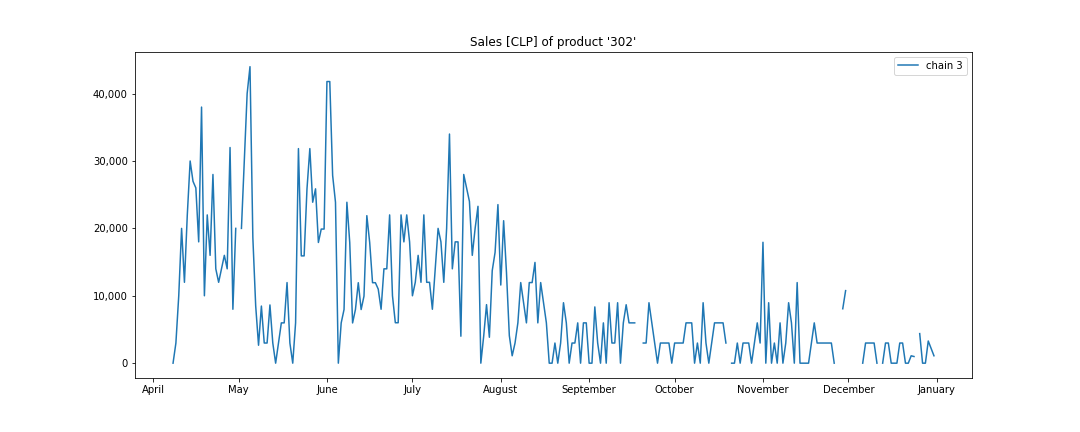 Sales [CLP] of product '302'
chain 3
40,000
30,000
20,000
10,000
0
April May June July August September October November December January